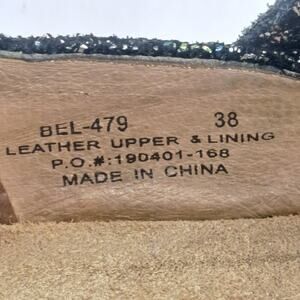 BEL-479 38
LEATHER UPPER & LINING
P.O.#:190401-168
MADE IN CHINA